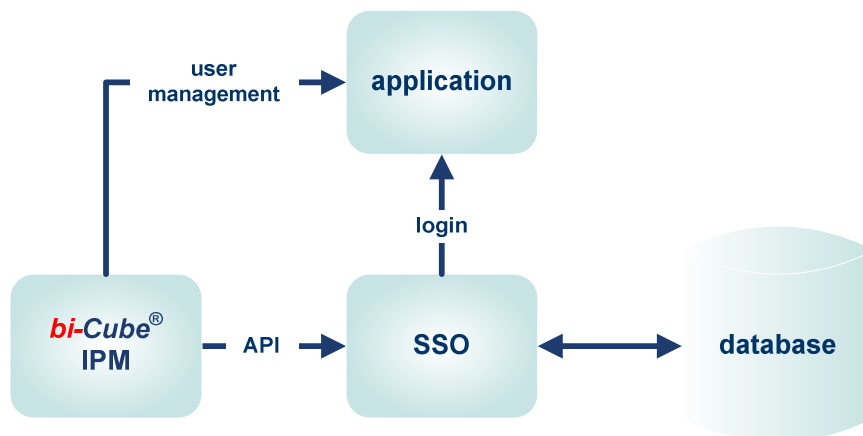 user
management
application
login
bi-Cube®
IPM
API
SSO
database